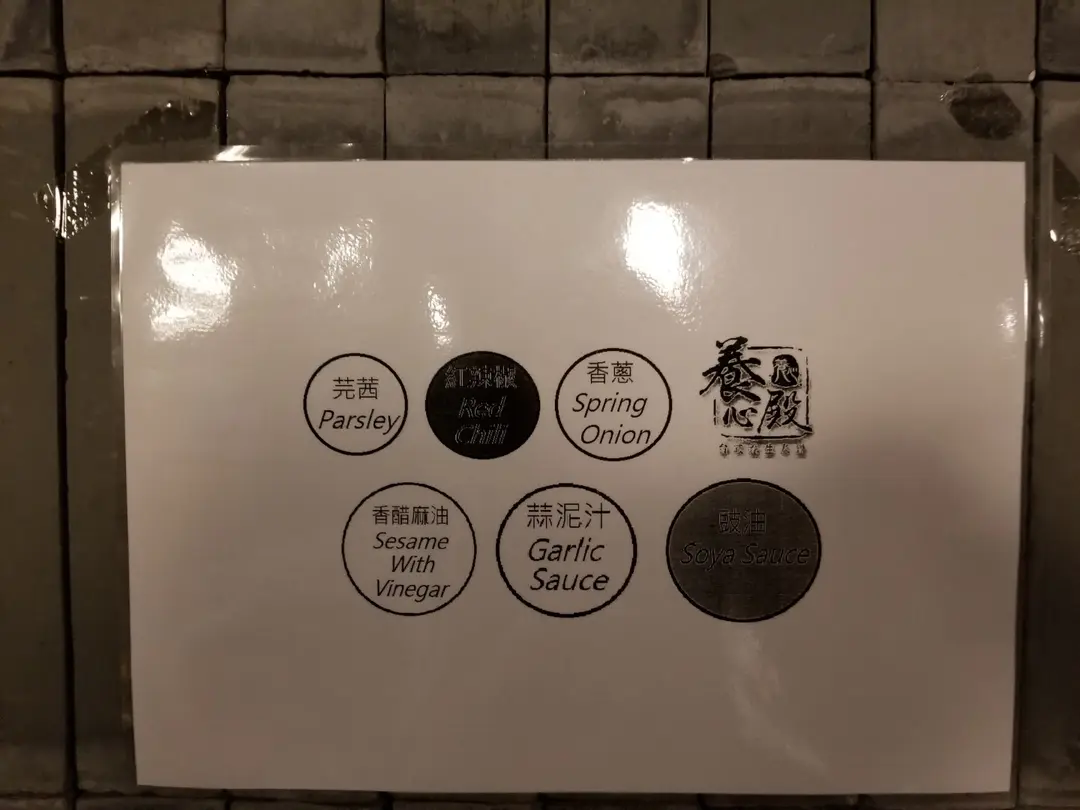 芫茜
Parsley
紅辣椒
Red
Chili
香蔥
Spring
Onion
養心殿
香醋麻油
Sesame
With
Vinegar
蒜泥汁
Garlic
Sauce
豉油
Soya Sauce